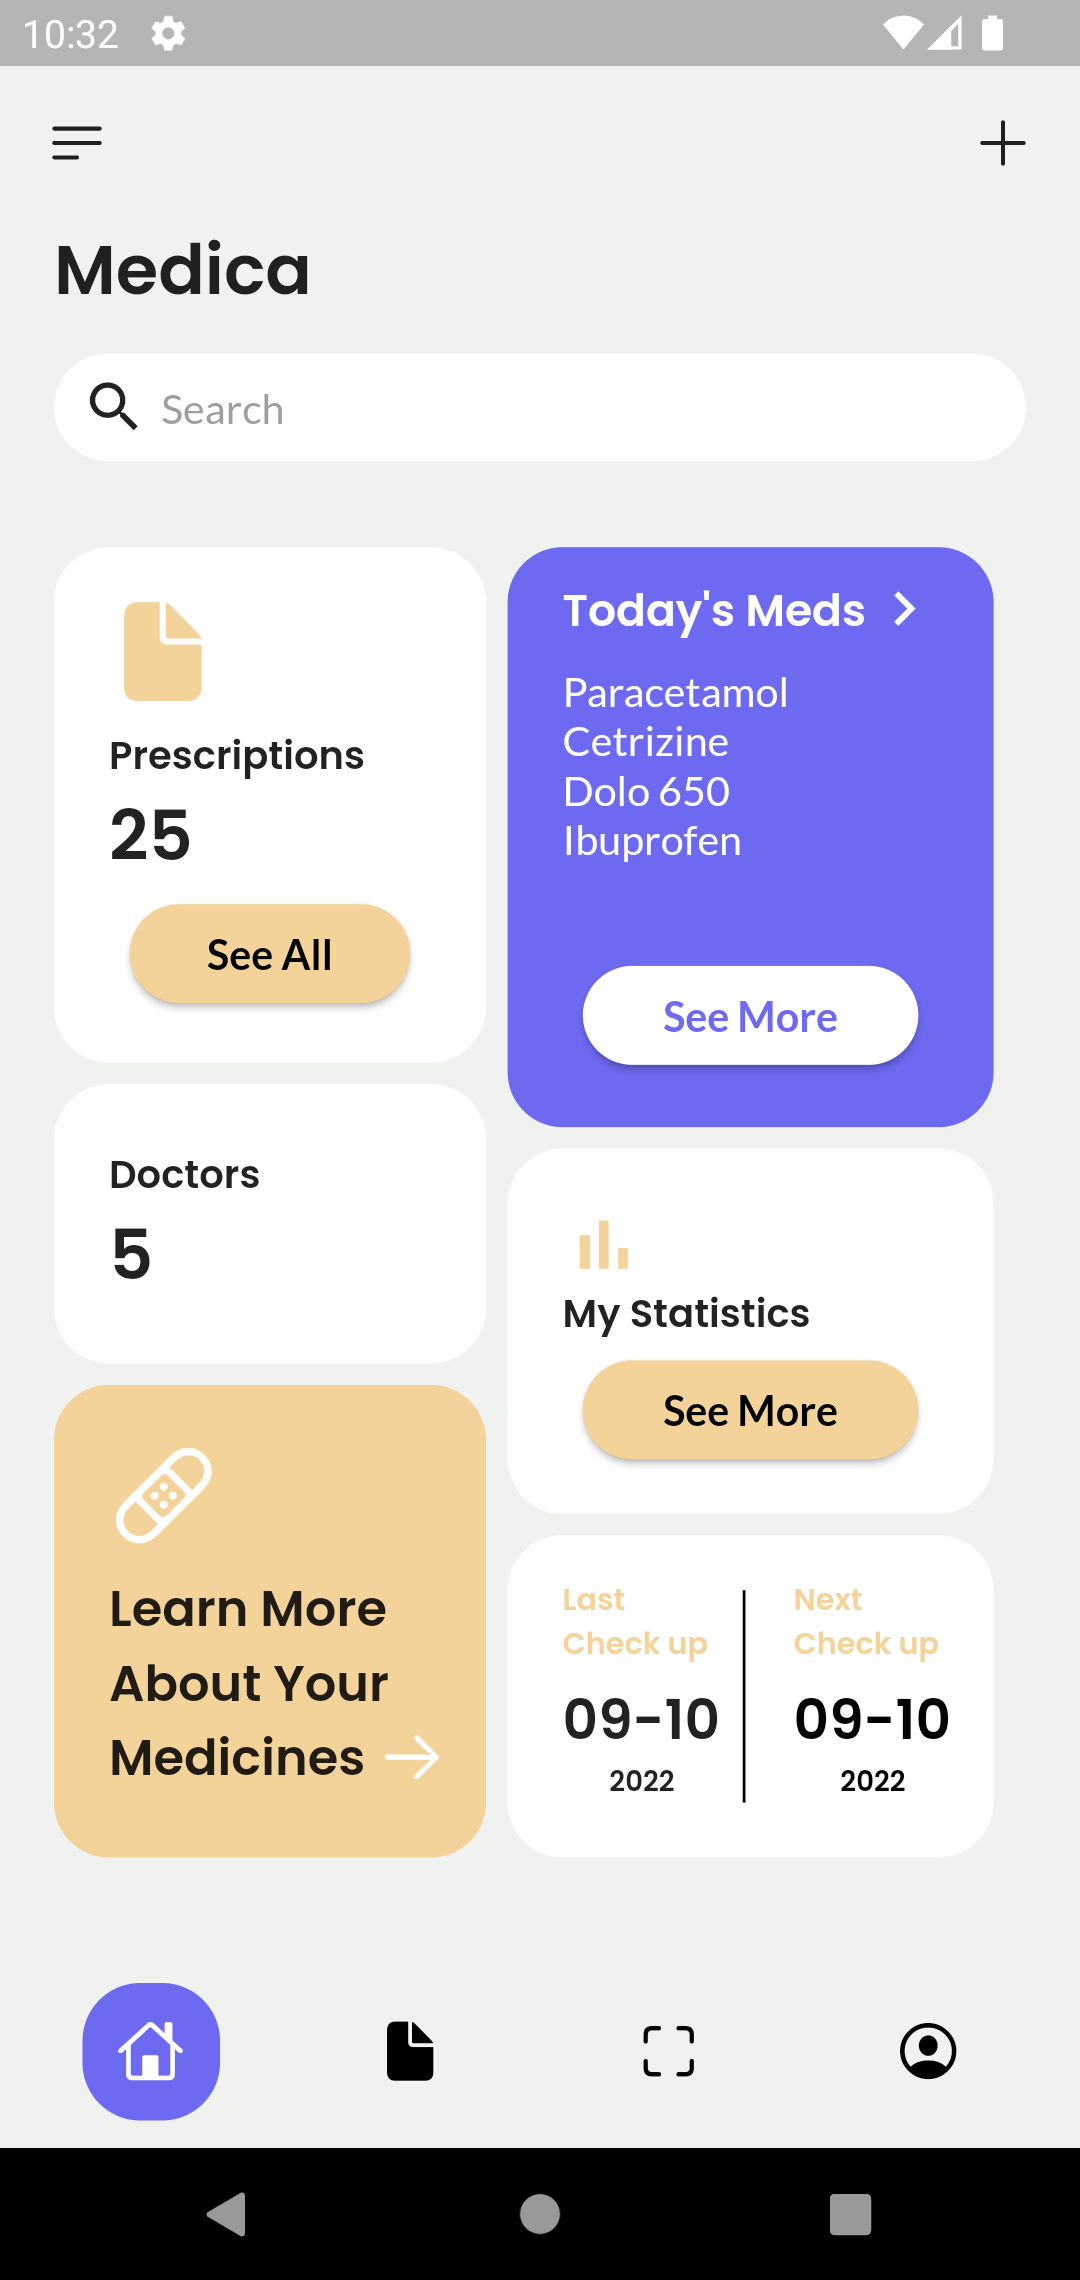 10:32
Medica
Search
Prescriptions
25
See All
Today's Meds
Paracetamol
Cetrizine
Dolo 650
Ibuprofen
See More
Doctors
5
My Statistics
See More
Learn More
About Your
Medicines
Last
Check up
09-10
2022
Next
Check up
09-10
2022